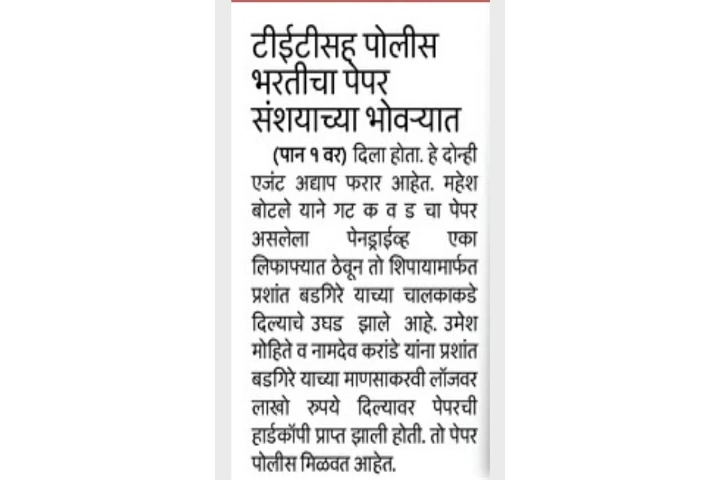 टीईटीसह पोलीस
भरतीचा पेपर
संशयाच्या भोवऱ्यात
(पान १ वर) दिला होता. हे दोन्ही
एजंट अद्याप फरार आहेत. महेश
बोटले याने गट क व ड चा पेपर
असलेला पेनड्राईव्ह एका
लिफाफ्यात ठेवून तो शिपायामार्फत
प्रशांत बडगिरे याच्या चालकाकडे
दिल्याचे उघड झाले आहे. उमेश
मोहिते व नामदेव करांडे यांना प्रशांत
बडगिरे याच्या माणसाकरवी लॉजवर
लाखो रुपये दिल्यावर पेपरची
हार्डकॉपी प्राप्त झाली होती. तो पेपर
पोलीस मिळवत आहेत.